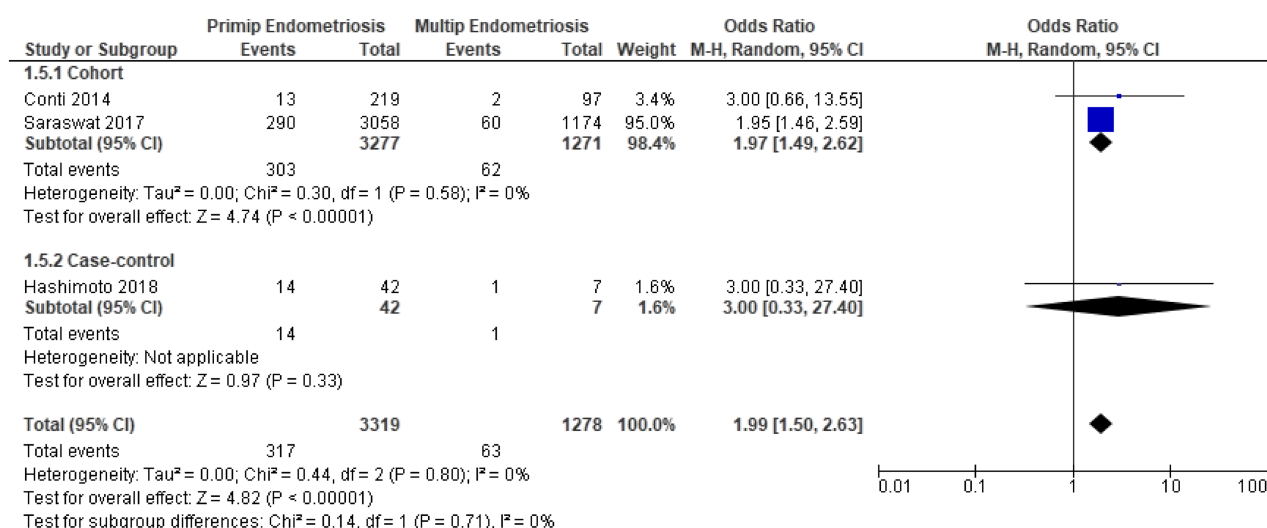 Primip Endometriosis Multip Endometriosis Odds Ratio Odds Ratio
Study or Subgroup Events Total Events Total Weight M-H, Random, 95% CI M-H, Random, 95% CI
1.5.1 Cohort
Conti 2014 13 219 2 97 3.4% 3.00 [0.66, 13.55]
Saraswat 2017 290 3058 60 1174 95.0% 1.95 [1.46, 2.59]
Subtotal (95% CI) 3277 1271 98.4% 1.97 [1.49, 2.62]
Total events 303 62
Heterogeneity: Tau² = 0.00; Chi² = 0.30, df = 1 (P = 0.58); I² = 0%
Test for overall effect: Z = 4.74 (P < 0.00001)
1.5.2 Case-control
Hashimoto 2018 14 42 1 7 1.6% 3.00 [0.33, 27.40]
Subtotal (95% CI) 42 7 1.6% 3.00 [0.33, 27.40]
Total events 14 1
Heterogeneity: Not applicable
Test for overall effect: Z = 0.97 (P = 0.33)
Total (95% CI) 3319 1278 100.0% 1.99 [1.50, 2.63]
Total events 317 63
Heterogeneity: Tau² = 0.00; Chi² = 0.44, df = 2 (P = 0.80); I² = 0%
Test for overall effect: Z = 4.82 (P < 0.00001)
Test for subgroup differences: Chi² = 0.14, df = 1 (P = 0.71), I² = 0%
0.01 0.1 1 10 100